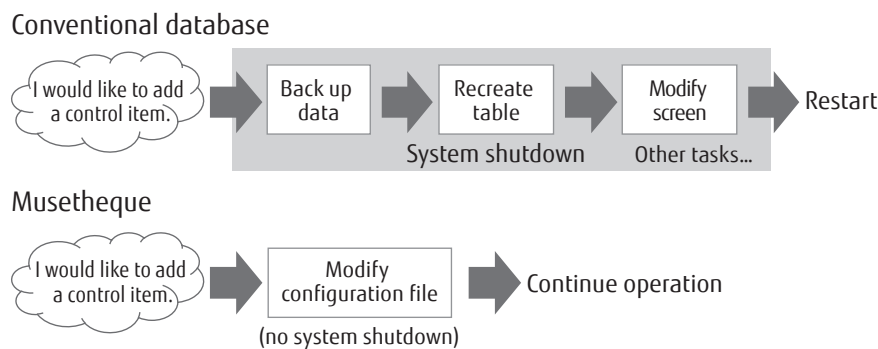 Conventional database
I would like to add
a control item.
Back up
data
Recreate
table
Modify
screen
Restart
System shutdown
Other tasks...
Musetheque
I would like to add
a control item.
Modify
configuration file
Continue operation
(no system shutdown)